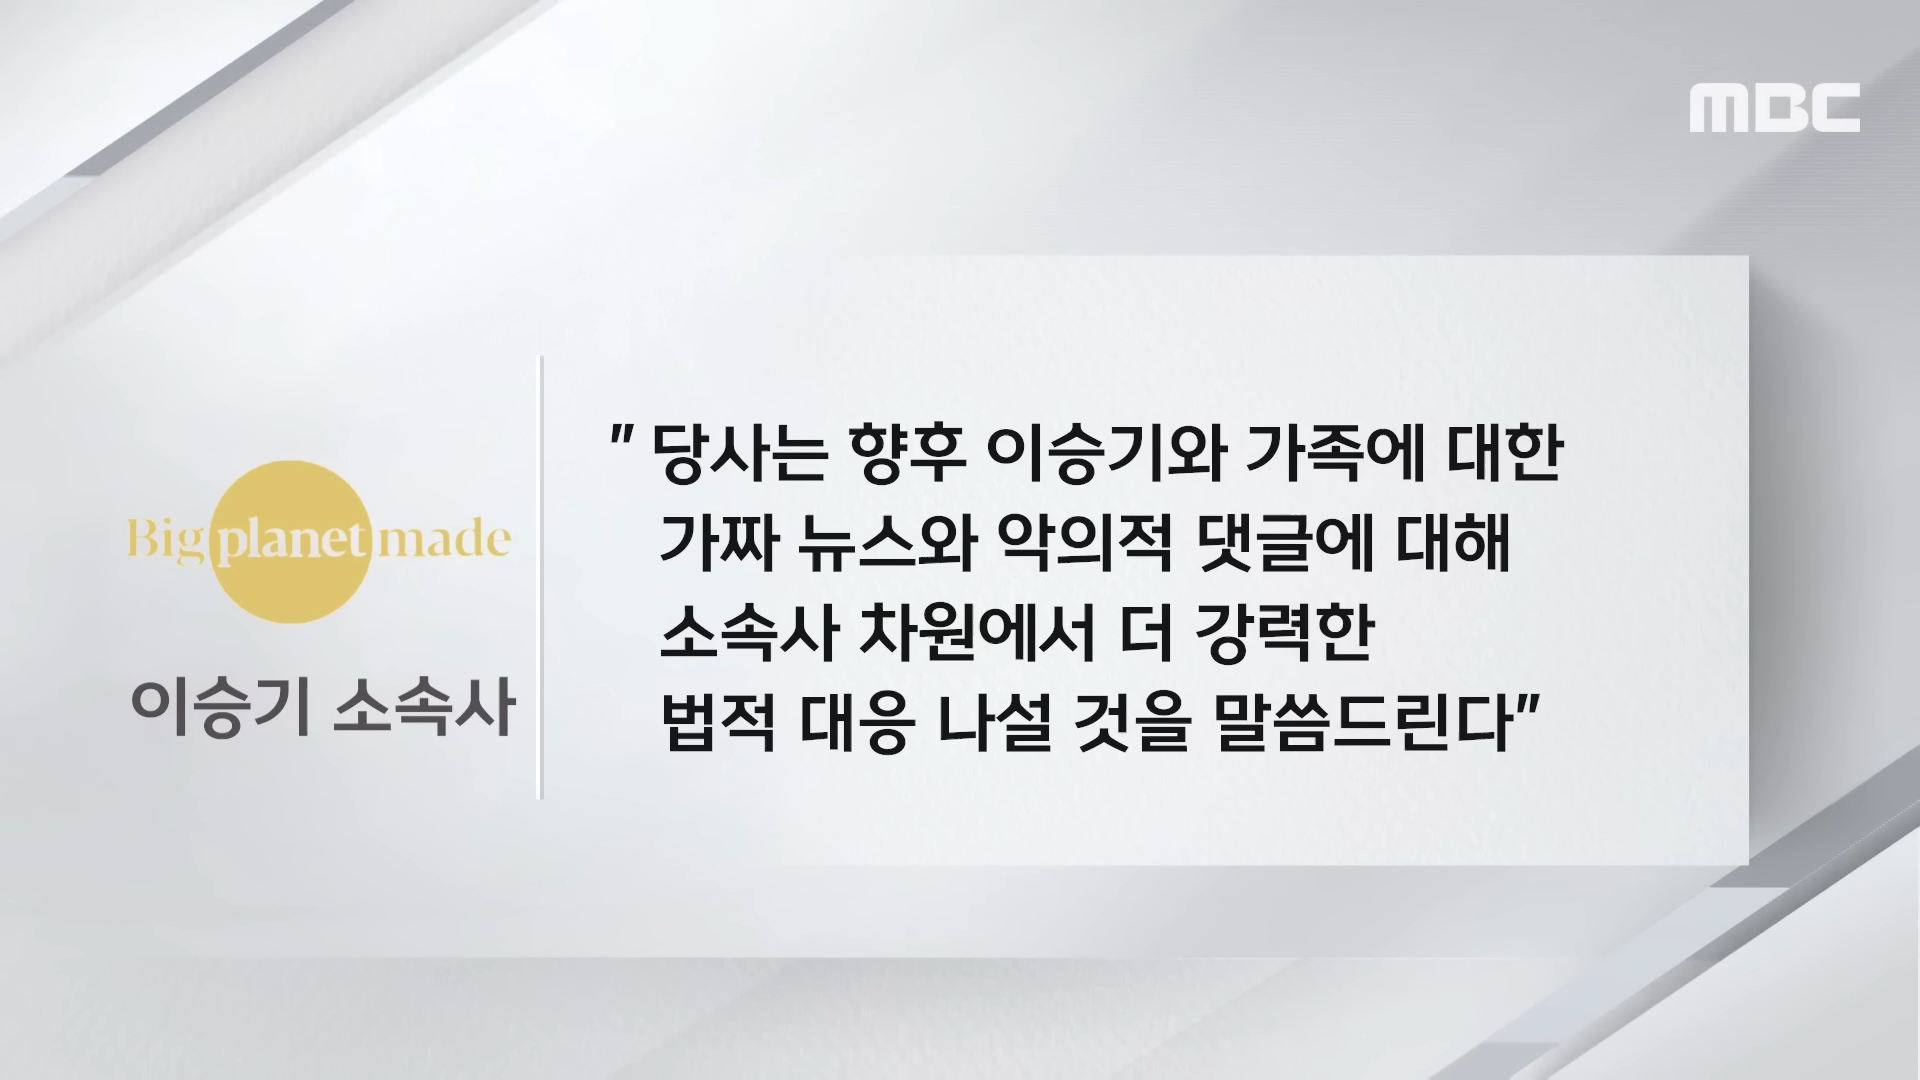 MBC
Big planet made
이승기 소속사
" 당사는 향후 이승기와 가족에 대한
가짜 뉴스와 악의적 댓글에 대해
소속사 차원에서 더 강력한
법적 대응 나설 것을 말씀드린다"